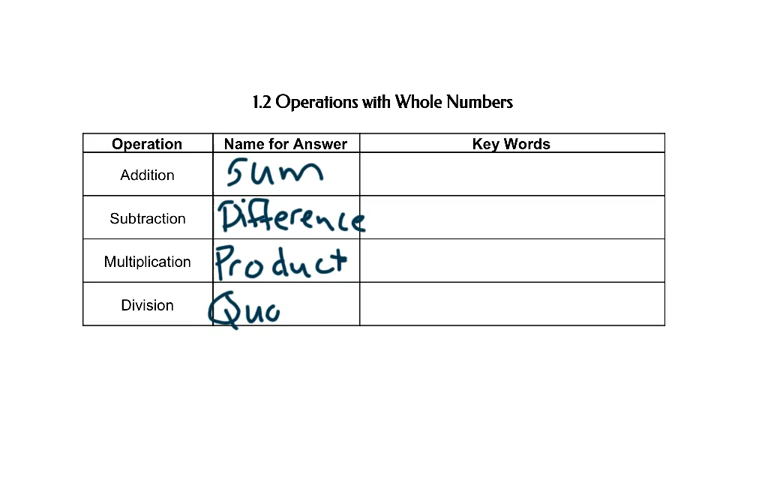 1.2 Operations with Whole Numbers
Operation Name for Answer Key Words
Addition Sum
Subtraction Difference
Multiplication Product
Division Quo